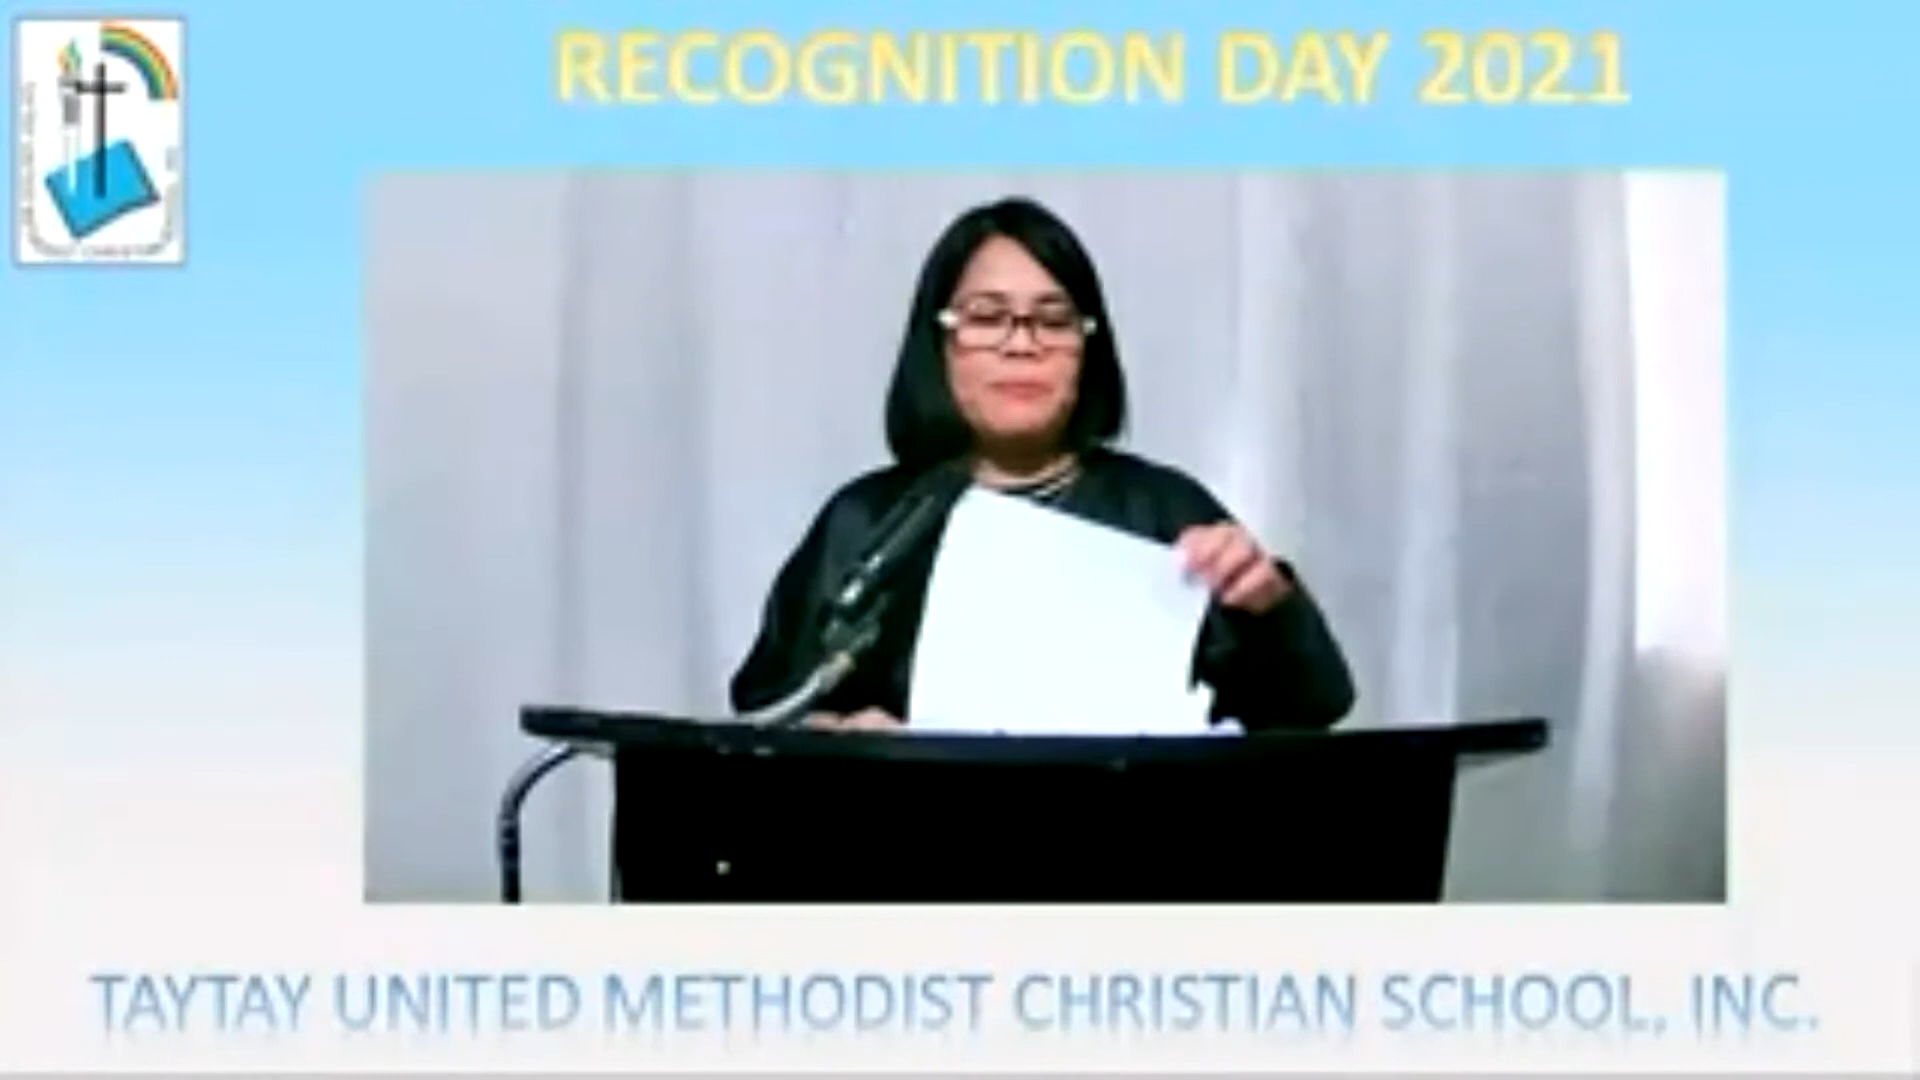 RECOGNITION DAY 2021
TAYTAY UNITED METHODIST CHRISTIAN SCHOOL, INC.